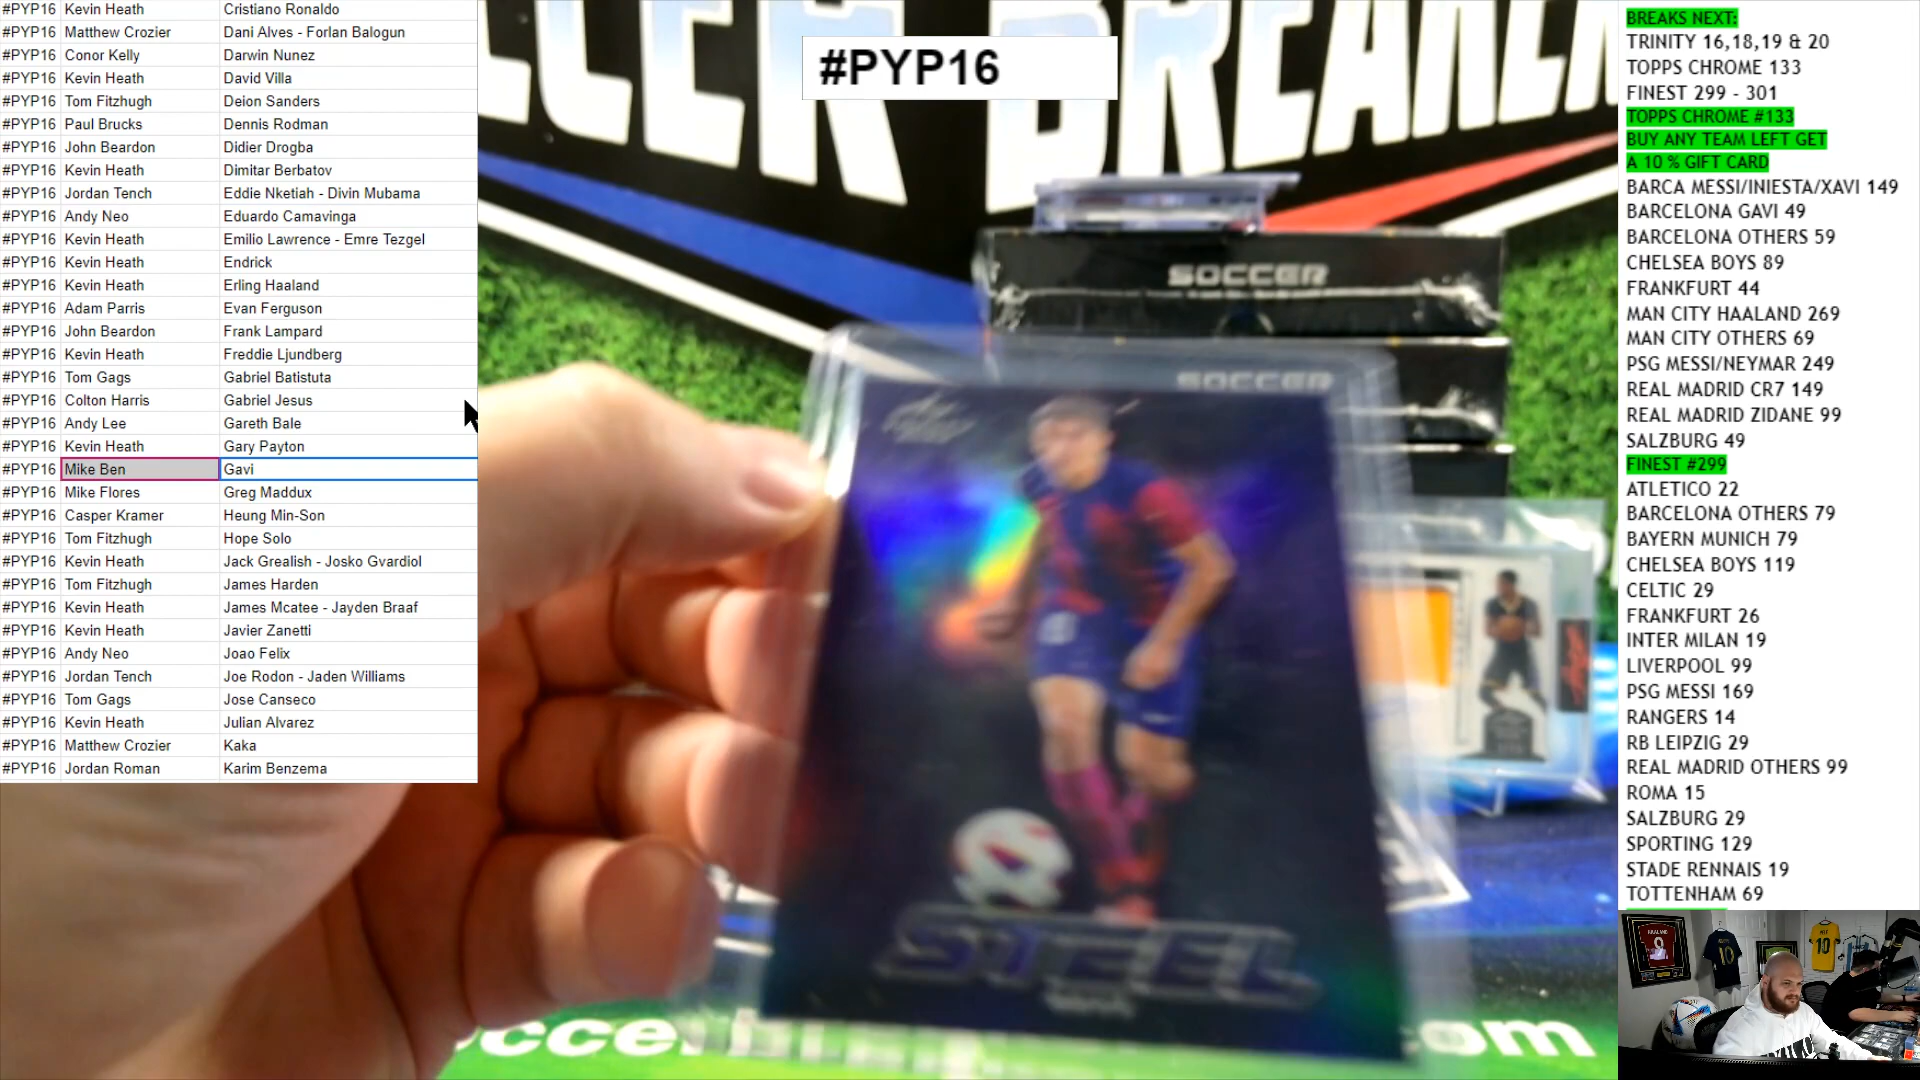 #PYP16 Kevin Heath Cristiano Ronaldo
#PYP16 Matthew Crozier Dani Alves - Forlan Balogun
#PYP16 Conor Kelly Darwin Nunez
#PYP16 Kevin Heath David Villa
#PYP16 Tom Fitzhugh Deion Sanders
#PYP16 Paul Brucks Dennis Rodman
#PYP16 John Beardon Didier Drogba
#PYP16 Kevin Heath Dimitar Berbatov
#PYP16 Jordan Tench Eddie Nketiah - Divin Mubama
#PYP16 Andy Neo Eduardo Camavinga
#PYP16 Kevin Heath Emilio Lawrence - Emre Tezgel
#PYP16 Kevin Heath Endrick
#PYP16 Kevin Heath Erling Haaland
#PYP16 Adam Parris Evan Ferguson
#PYP16 John Beardon Frank Lampard
#PYP16 Kevin Heath Freddie Ljundberg
#PYP16 Tom Gags Gabriel Batistuta
#PYP16 Colton Harris Gabriel Jesus
#PYP16 Andy Lee Gareth Bale
#PYP16 Kevin Heath Gary Payton
#PYP16 Mike Ben Gavi
#PYP16 Mike Flores Greg Maddux
#PYP16 Casper Kramer Heung Min-Son
#PYP16 Tom Fitzhugh Hope Solo
#PYP16 Kevin Heath Jack Grealish - Josko Gvardiol
#PYP16 Tom Fitzhugh James Harden
#PYP16 Kevin Heath James Mcatee - Jayden Braaf
#PYP16 Kevin Heath Javier Zanetti
#PYP16 Andy Neo Joao Felix
#PYP16 Jordan Tench Joe Rodon - Jaden Williams
#PYP16 Tom Gags Jose Canseco
#PYP16 Kevin Heath Julian Alvarez
#PYP16 Matthew Crozier Kaka
#PYP16 Jordan Roman Karim Benzema
#PYP16
SOCCER
SOCCER
STEEL
BREAKS NEXT:
TRINITY 16,18,19 & 20
TOPPS CHROME 133
FINEST 299 - 301
TOPPS CHROME #133
BUY ANY TEAM LEFT GET
A 10 % GIFT CARD
BARCA MESSI/INIESTA/XAVI 149
BARCELONA GAVI 49
BARCELONA OTHERS 59
CHELSEA BOYS 89
FRANKFURT 44
MAN CITY HAALAND 269
MAN CITY OTHERS 69
PSG MESSI/NEYMAR 249
REAL MADRID CR7 149
REAL MADRID ZIDANE 99
SALZBURG 49
FINEST #299
ATLETICO 22
BARCELONA OTHERS 79
BAYERN MUNICH 79
CHELSEA BOYS 119
CELTIC 29
FRANKFURT 26
INTER MILAN 19
LIVERPOOL 99
PSG MESSI 169
RANGERS 14
RB LEIPZIG 29
REAL MADRID OTHERS 99
ROMA 15
SALZBURG 29
SPORTING 129
STADE RENNAIS 19
TOTTENHAM 69